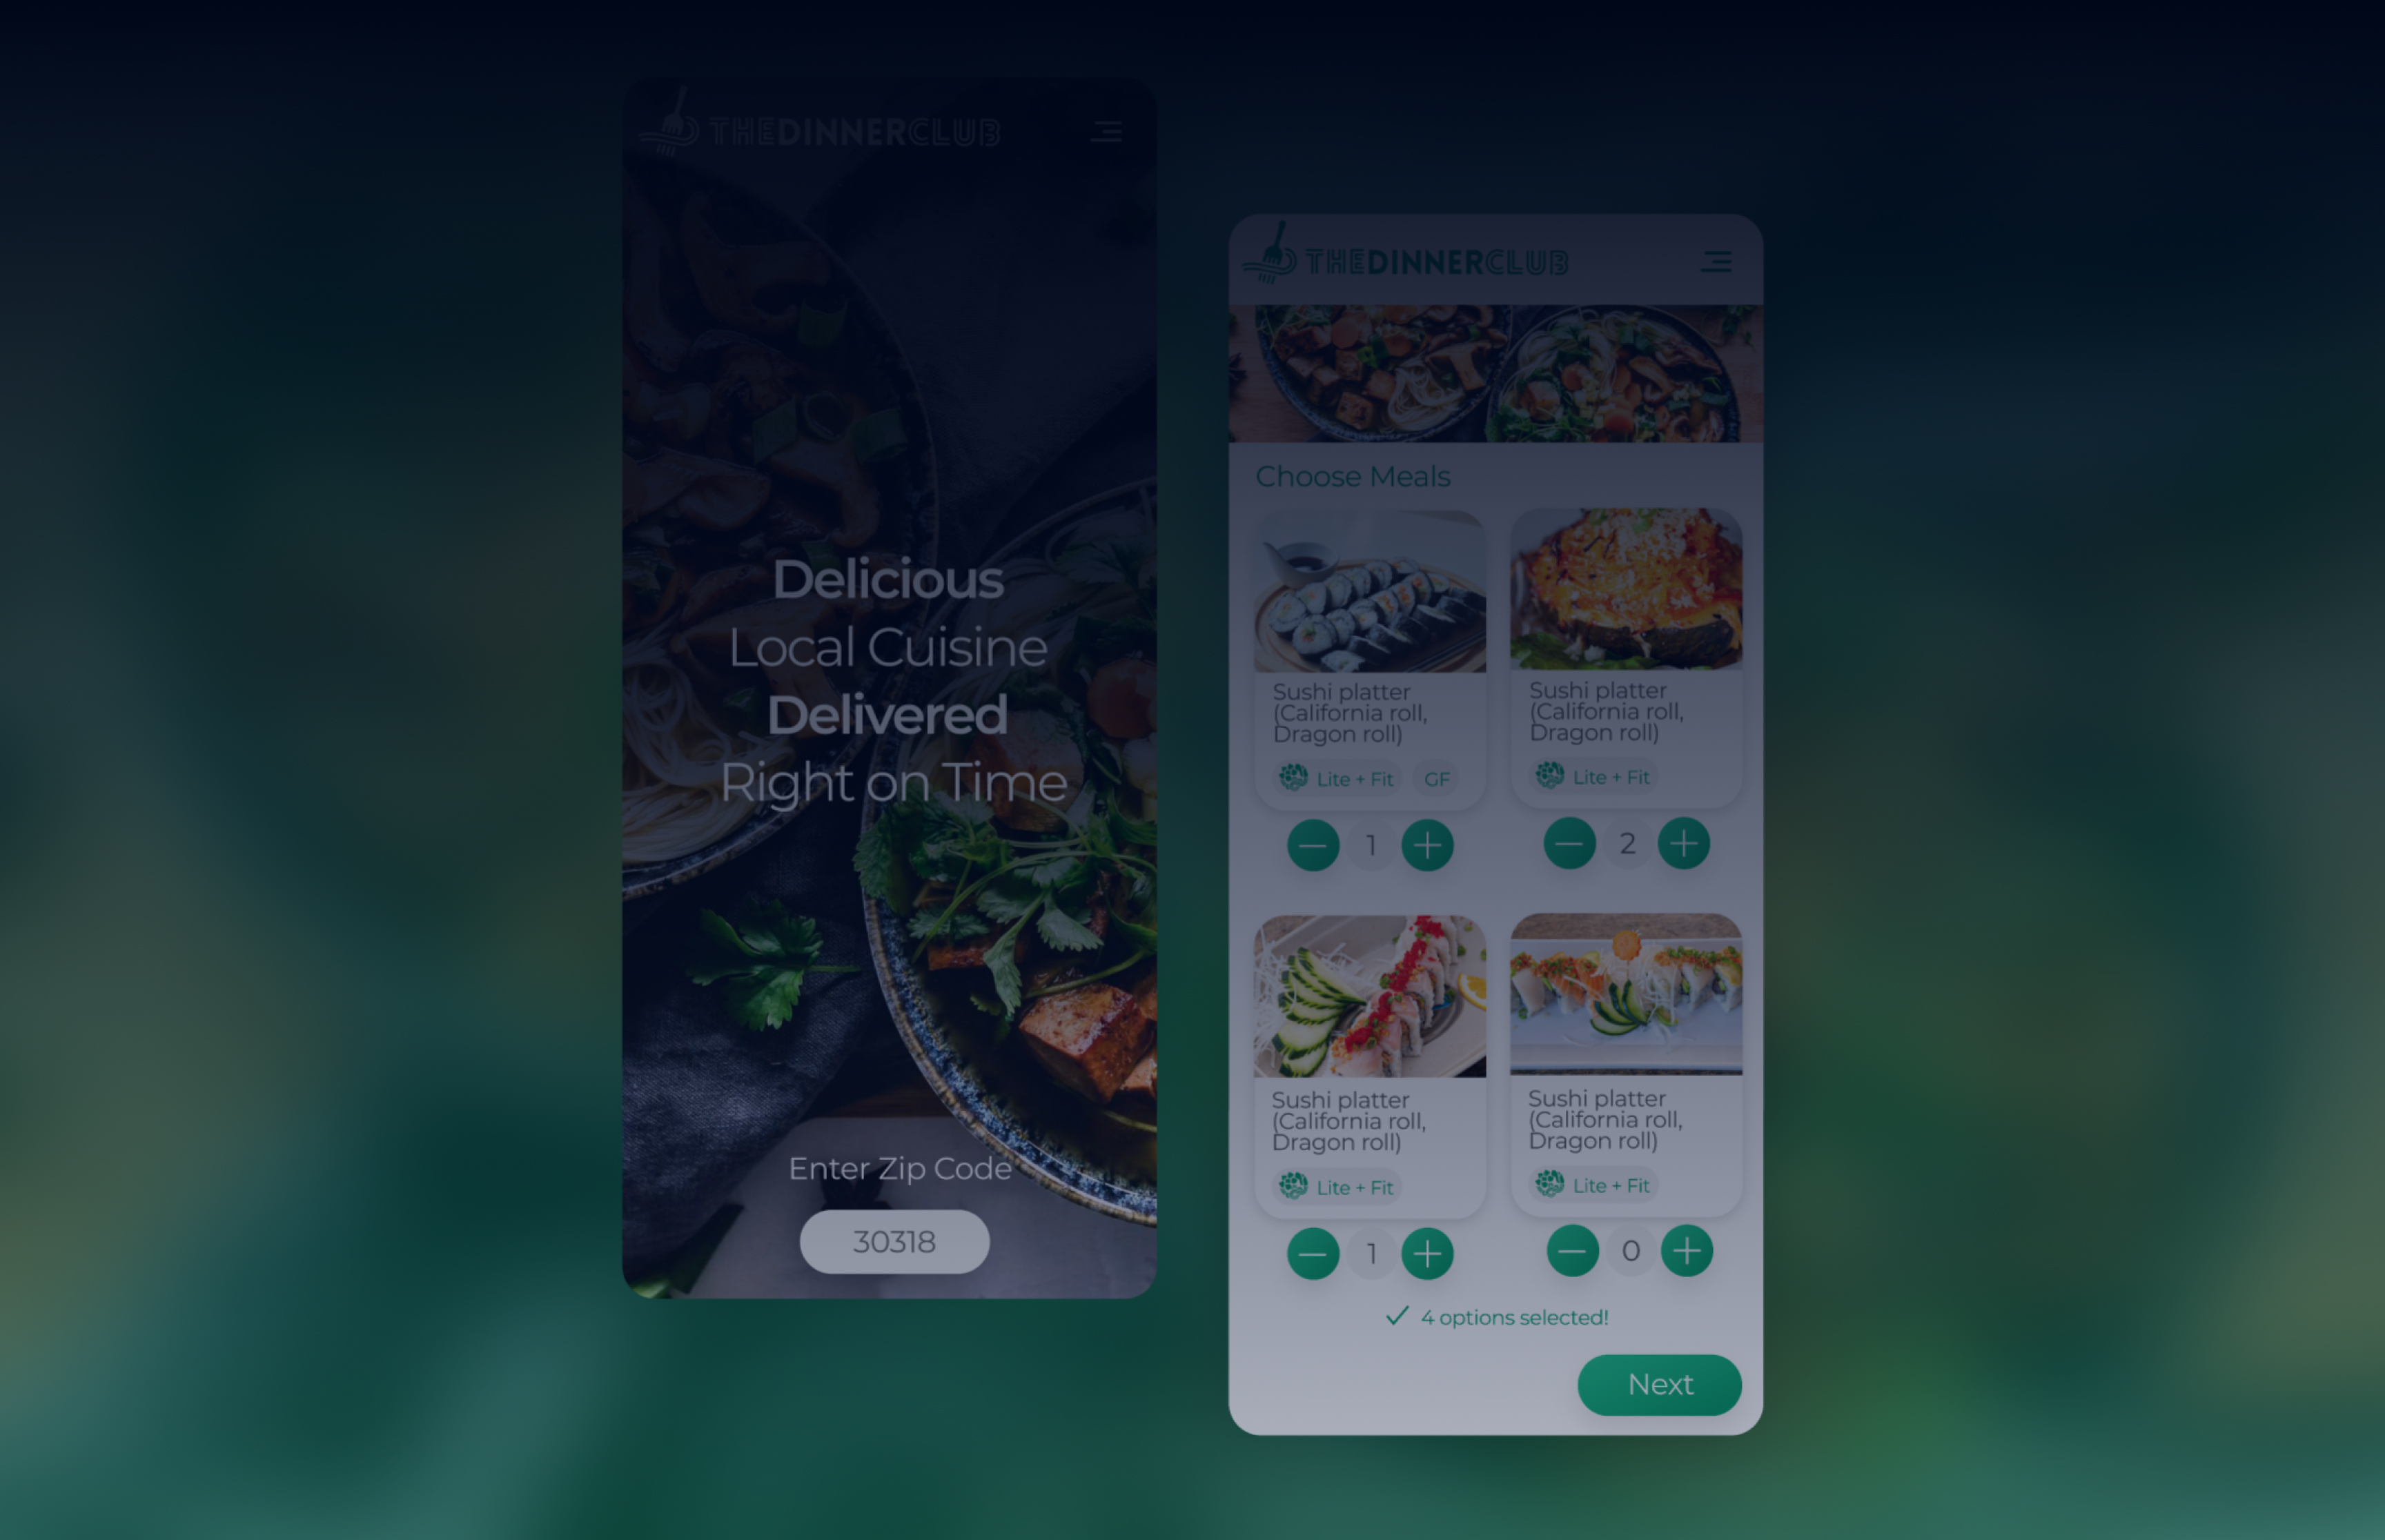 THEDINNERCLUB
Delicious
Local Cuisine
Delivered
Right on Time
Enter Zip Code
30318
THEDINNERCLUB
Choose Meals
Sushi platter
(California roll,
Dragon roll)
Lite + Fit GF
1
Sushi platter
(California roll,
Dragon roll)
Lite + Fit
2
Sushi platter
(California roll,
Dragon roll)
Lite + Fit
1
Sushi platter
(California roll,
Dragon roll)
Lite + Fit
0
4 options selected!
Next